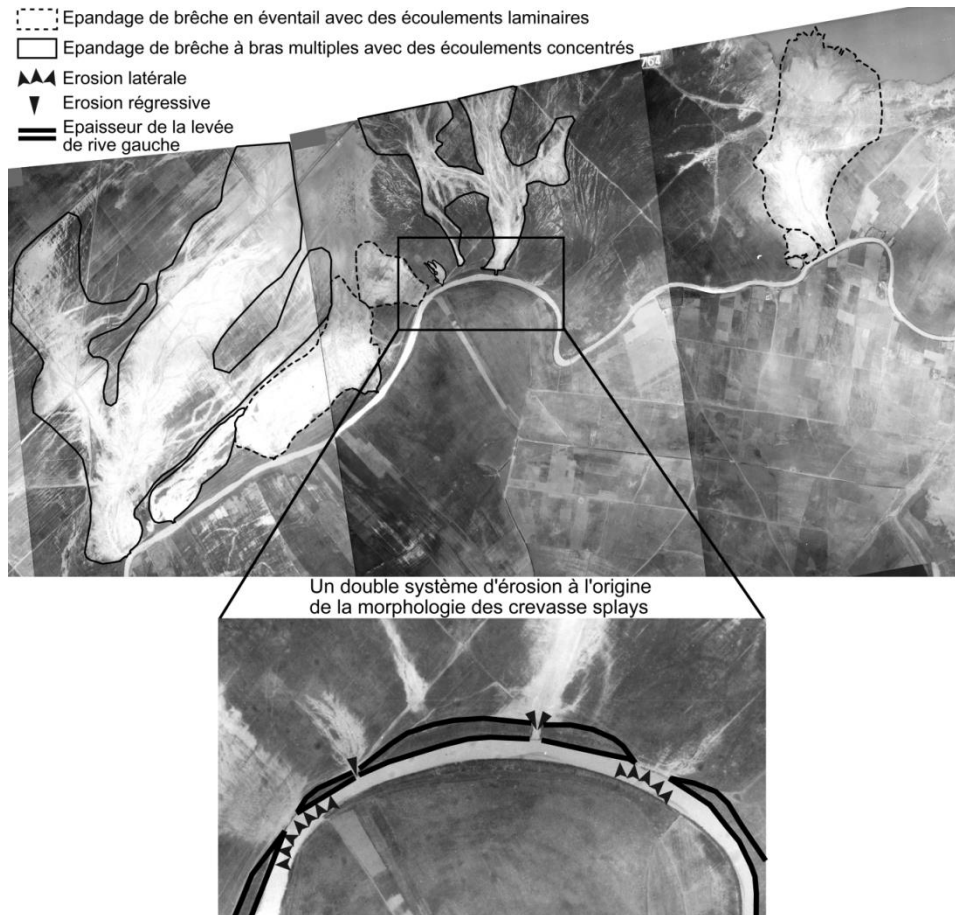 Epandage de brêche en éventail avec des écoulements laminaires
Epandage de brêche à bras multiples avec des écoulements concentrés
Erosion latérale
Erosion régressive
Epaisseur de la levée
de rive gauche
764
Un double système d'érosion à l'origine
de la morphologie des crevasse splays